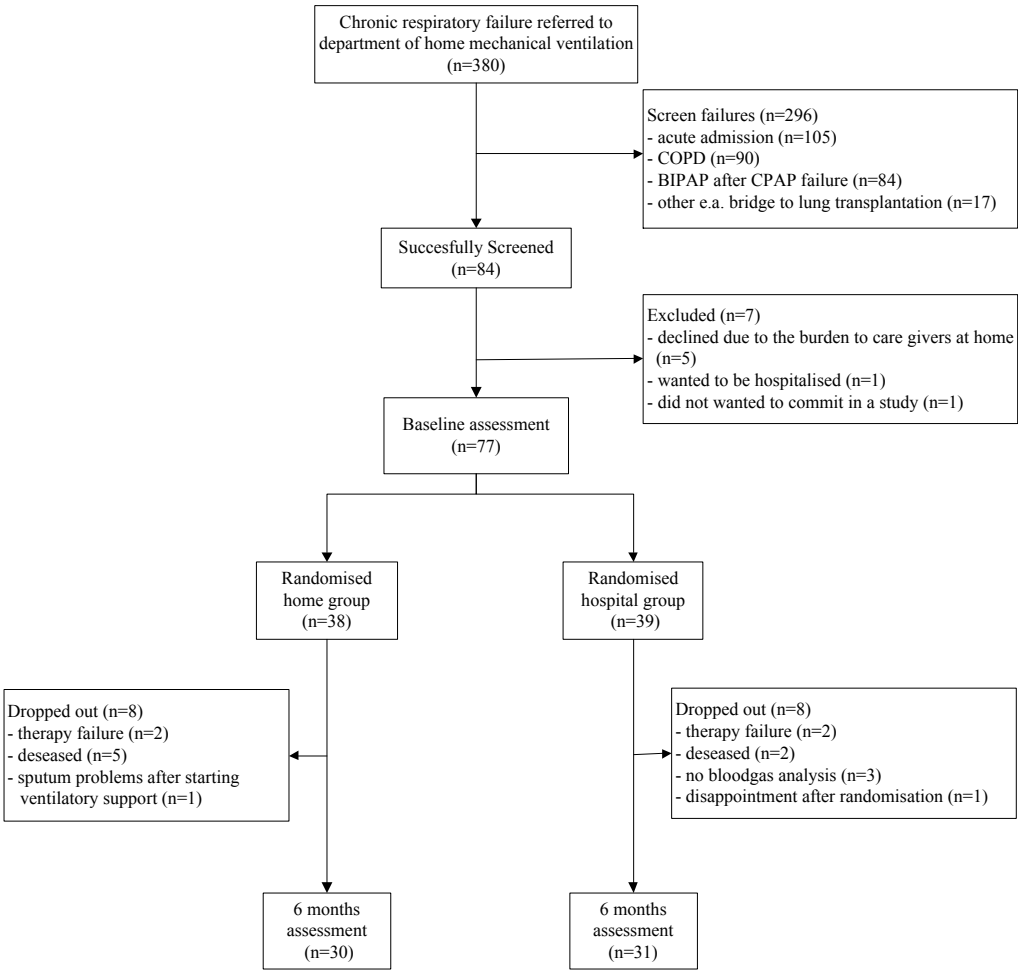 Chronic respiratory failure referred to
department of home mechanical ventilation
(n=380)
Screen failures (n=296)
- acute admission (n=105)
- COPD (n=90)
- BIPAP after CPAP failure (n=84)
- other e.a. bridge to lung transplantation (n=17)
Succesfully Screened
(n=84)
Excluded (n=7)
- declined due to the burden to care givers at home
(n=5)
- wanted to be hospitalised (n=1)
- did not wanted to commit in a study (n=1)
Baseline assessment
(n=77)
Randomised
home group
(n=38)
Randomised
hospital group
(n=39)
Dropped out (n=8)
- therapy failure (n=2)
- deseased (n=5)
- sputum problems after starting
ventilatory support (n=1)
Dropped out (n=8)
- therapy failure (n=2)
- deseased (n=2)
- no bloodgas analysis (n=3)
- disappointment after randomisation (n=1)
6 months
assessment
(n=30)
6 months
assessment
(n=31)